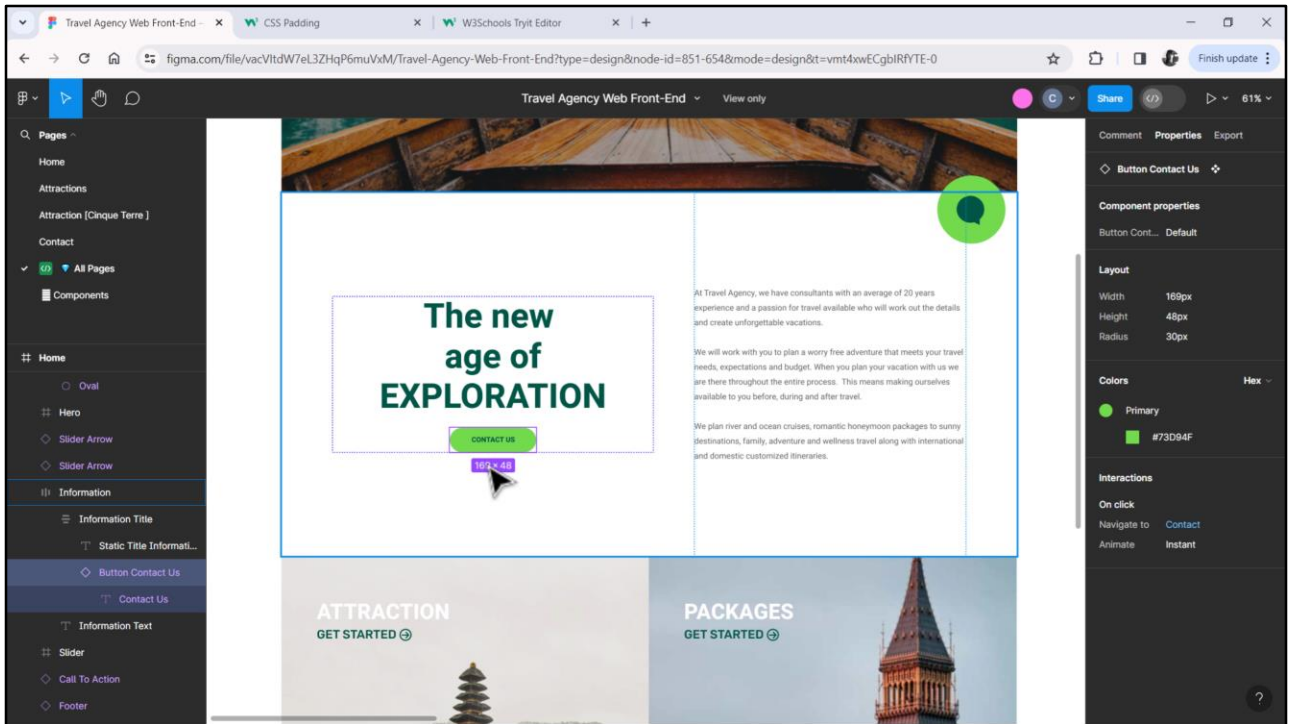 Travel Agency Web Front-End -
CSS Padding
W3Schools Tryit Editor
figma.com/file/vacVItdW7eL3ZHqP6muVxM/Travel-Agency-Web-Front-End?type=design&node-id=851-654&mode=design&t=vmt4xwECgbIRfYTE-0
Finish update
Travel Agency Web Front-End
View only
C
Share
61%
Pages
Home
Attractions
Attraction [Cinque Terre ]
Contact
All Pages
Components
Home
Oval
Hero
Slider Arrow
Slider Arrow
Information
Information Title
Static Title Informati...
Button Contact Us
Contact Us
Information Text
Slider
Call To Action
Footer
The new
age of
EXPLORATION
CONTACT US
169 × 48
At Travel Agency, we have consultants with an average of 20 years
experience and a passion for travel available who will work out the details
and create unforgettable vacations.
We will work with you to plan a worry free adventure that meets your travel
needs, expectations and budget. When you plan your vacation with us we
are there throughout the entire process. This means making ourselves
available to you before, during and after travel.
We plan river and ocean cruises, romantic honeymoon packages to sunny
destinations, family, adventure and wellness travel along with international
and domestic customized itineraries.
ATTRACTION
GET STARTED
PACKAGES
GET STARTED
Comment Properties Export
Button Contact Us
Component properties
Button Cont... Default
Layout
Width 169px
Height 48px
Radius 30px
Colors Hex
Primary
#73D94F
Interactions
On click
Navigate to Contact
Animate Instant
?